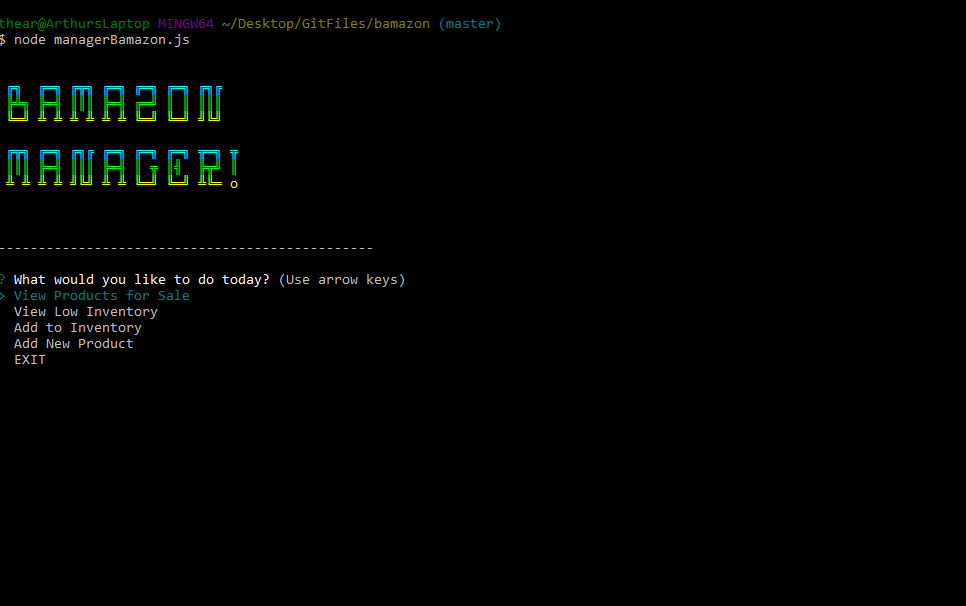 thear@ArthursLaptop MINGW64 ~/Desktop/GitFiles/bamazon (master)
$ node managerBamazon.js
BAMAZON
MANAGER!
-----------------------------------------------
? What would you like to do today? (Use arrow keys)
> View Products for Sale
View Low Inventory
Add to Inventory
Add New Product
EXIT